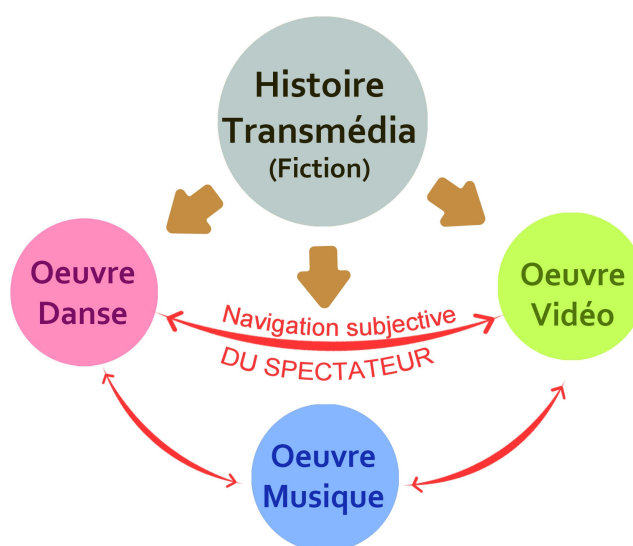 Histoire
Transmédia
(Fiction)
Oeuvre
Danse
Navigation subjective
DU SPECTATEUR
Oeuvre
Vidéo
Oeuvre
Musique